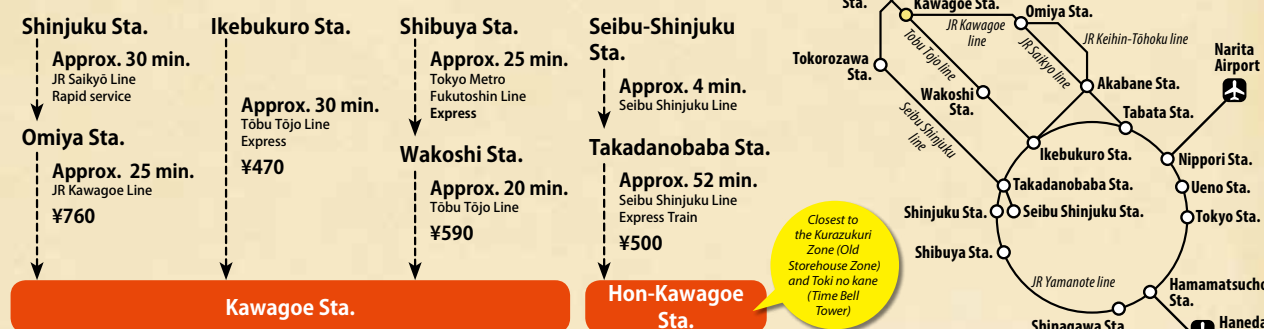 Shinjuku Sta.
Approx. 30 min.
JR Saikyō Line
Rapid service
Omiya Sta.
Approx. 25 min.
JR Kawagoe Line
¥760
Ikebukuro Sta.
Approx. 30 min.
Tōbu Tōjo Line
Express
¥470
Shibuya Sta.
Approx. 25 min.
Tokyo Metro
Fukutoshin Line
Express
Wakoshi Sta.
Approx. 20 min.
Tōbu Tōjo Line
¥590
Kawagoe Sta.
Seibu-Shinjuku
Sta.
Approx. 4 min.
Seibu Shinjuku Line
Takadanobaba Sta.
Approx. 52 min.
Seibu Shinjuku Line
Express Train
¥500
Hon-Kawagoe
Sta.
Closest to
the Kurazukuri
Zone (Old
Storehouse Zone)
and Toki no kane
(Time Bell
Tower)
Sta.
Kawagoe Sta.
Omiya Sta.
JR Kawagoe
line
JR Keihin-Tōhoku line
Tobu Tojo line
JR Saikyo line
Tokorozawa
Sta.
Narita
Airport
Akabane Sta.
Wakoshi
Sta.
Tabata Sta.
Seibu Shinjuku
line
Ikebukuro Sta.
Nippori Sta.
Takadanobaba Sta.
Ueno Sta.
Shinjuku Sta.
Seibu Shinjuku Sta.
Tokyo Sta.
Shibuya Sta.
JR Yamanote line
Hamamatsucho
Sta.
Shinagawa Sta.
Haneda